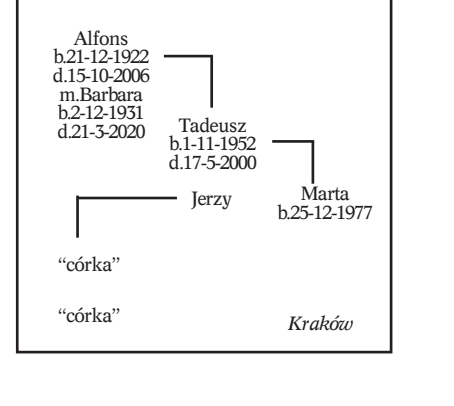 Alfons
b.21-12-1922
d.15-10-2006
m.Barbara
b.2-12-1931
d.21-3-2020
Tadeusz
b.1-11-1952
d.17-5-2000
Jerzy
Marta
b.25-12-1977
“córka”
“córka”
Kraków